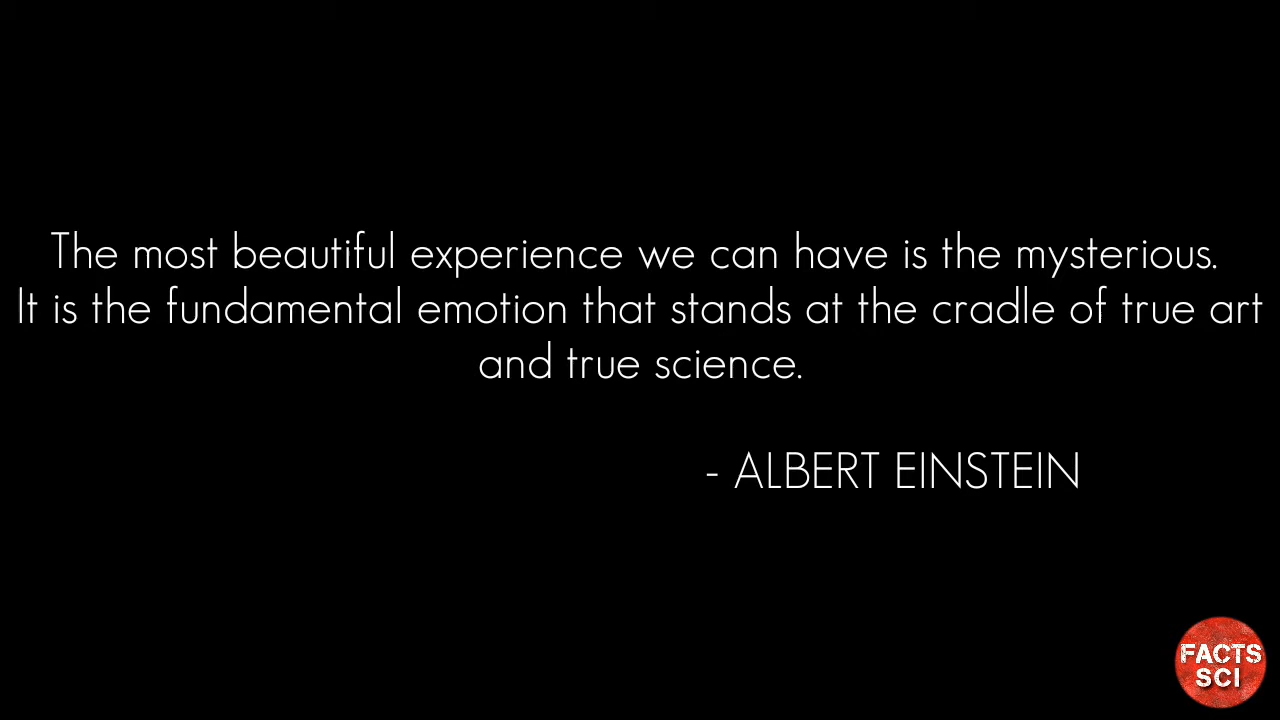 The most beautiful experience we can have is the mysterious.
It is the fundamental emotion that stands at the cradle of true art
and true science.
- ALBERT EINSTEIN
FACTS
SCI